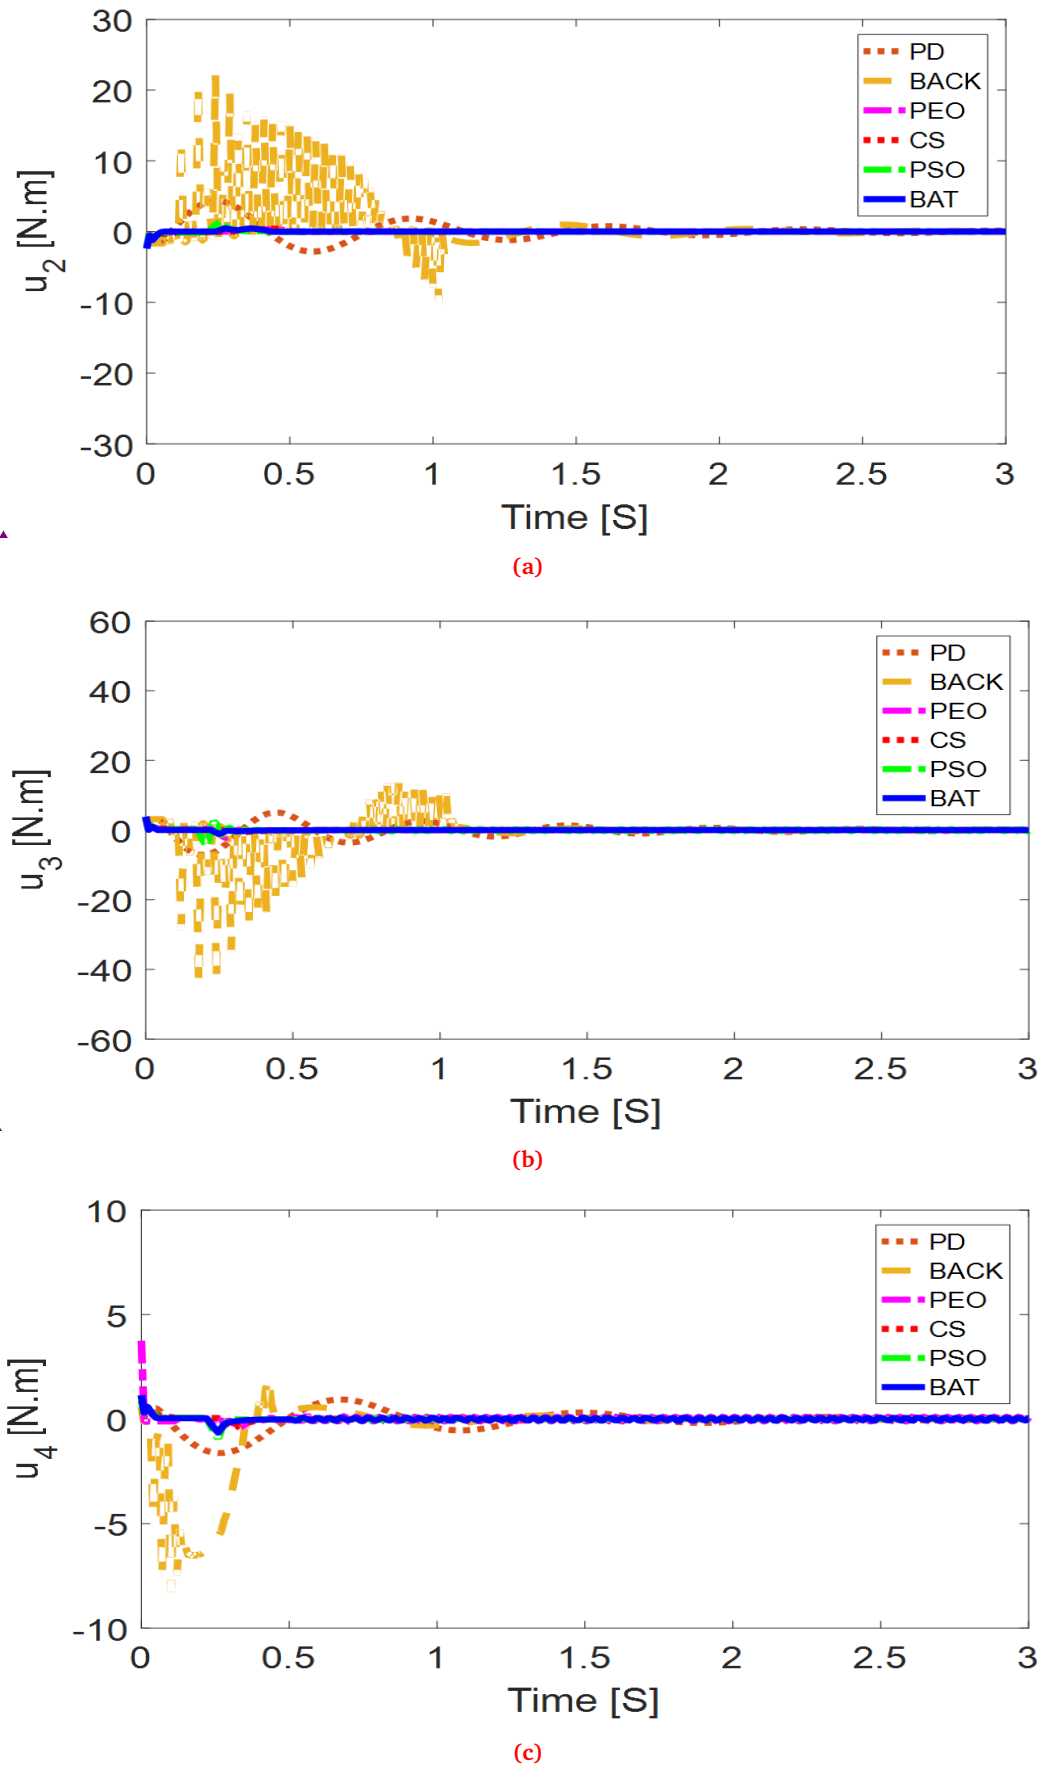 30
20
10
0
-10
-20
-30
u2 [N.m]
PD
BACK
PEO
CS
PSO
BAT
0 0.5 1 1.5 2 2.5 3
Time [S]
(a)
60
40
20
0
-20
-40
-60
u3 [N.m]
PD
BACK
PEO
CS
PSO
BAT
0 0.5 1 1.5 2 2.5 3
Time [S]
(b)
10
5
0
-5
-10
u4 [N.m]
PD
BACK
PEO
CS
PSO
BAT
0 0.5 1 1.5 2 2.5 3
Time [S]
(c)